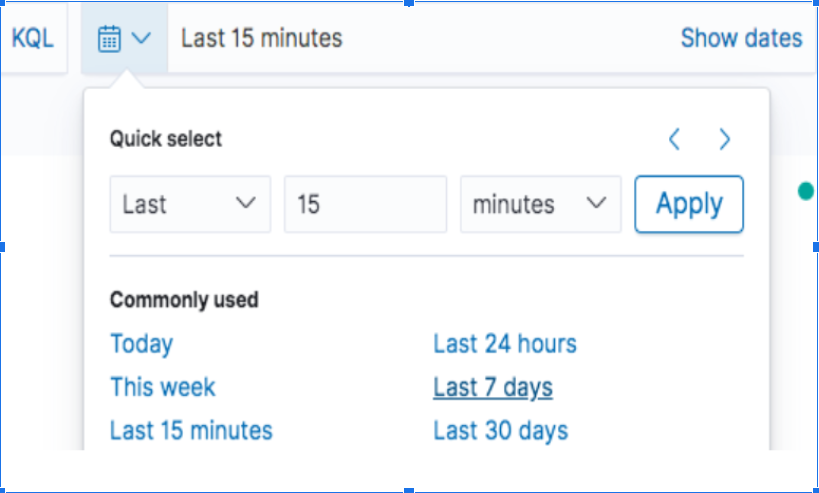 KQL Last 15 minutes Show dates
Quick select
Last 15 minutes Apply
Commonly used
Today Last 24 hours
This week Last 7 days
Last 15 minutes Last 30 days